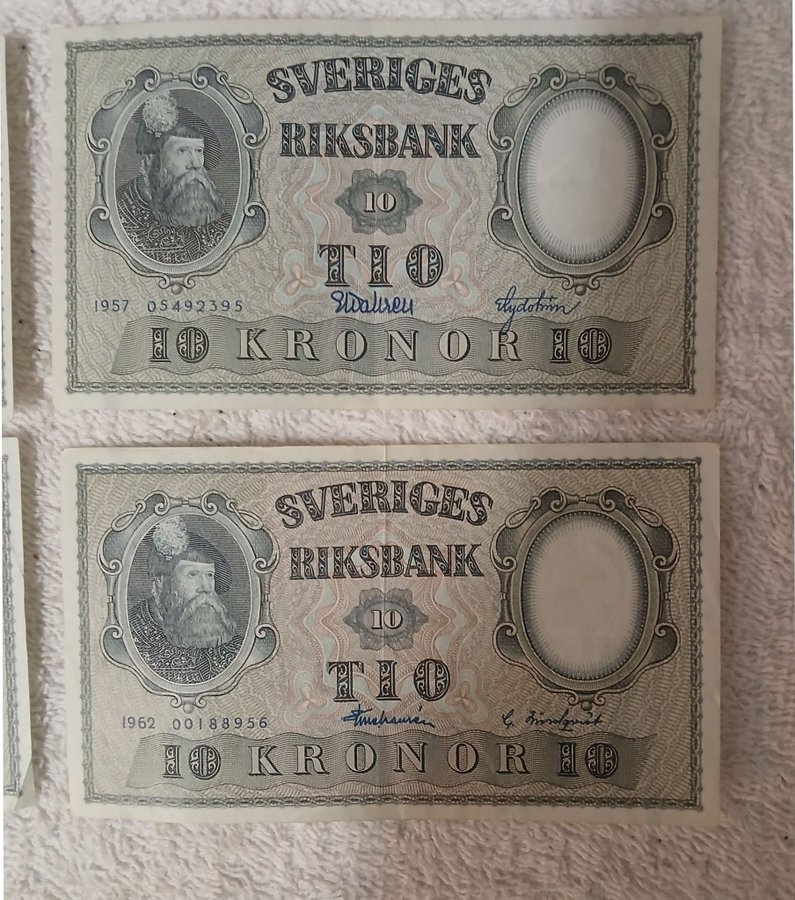 SVERIGES
RIKSBANK
10
TIO
1957 05492395
10 KRONOR 10
SVERIGES
RIKSBANK
10
TIO
1962 00188956
10 KRONOR 10